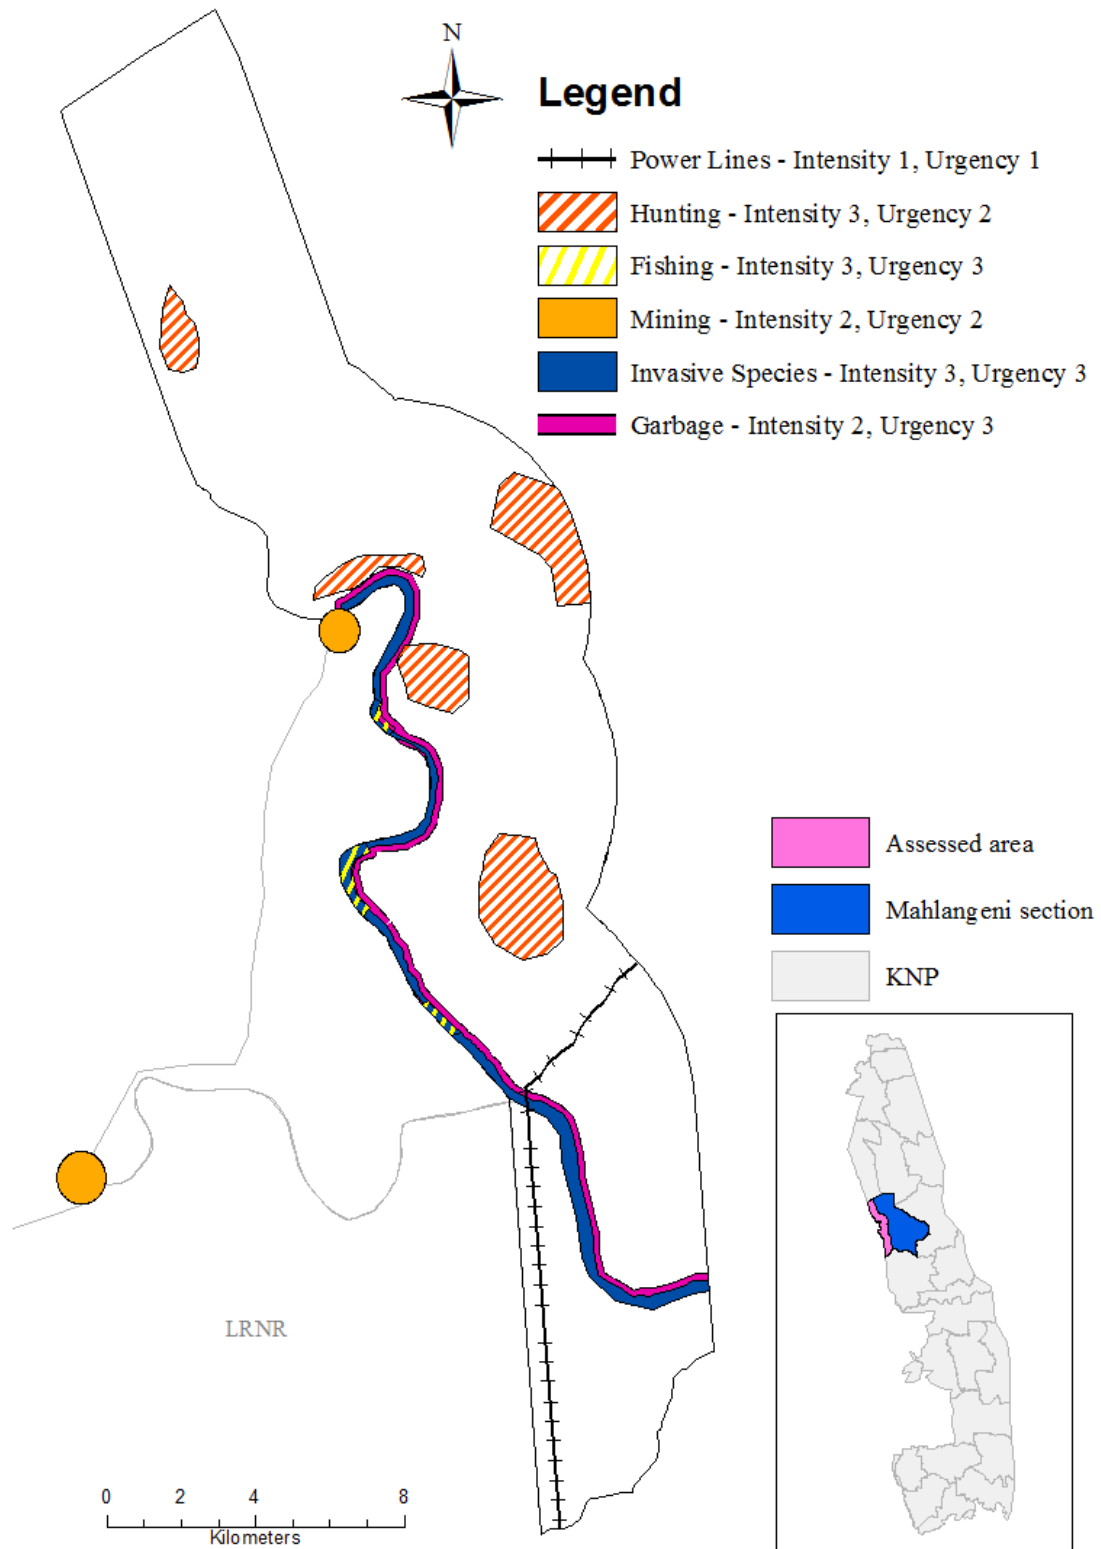 N
Legend
Power Lines - Intensity 1, Urgency 1
Hunting - Intensity 3, Urgency 2
Fishing - Intensity 3, Urgency 3
Mining - Intensity 2, Urgency 2
Invasive Species - Intensity 3, Urgency 3
Garbage - Intensity 2, Urgency 3
Assessed area
Mahlangeni section
KNP
LRNR
0 2 4 8
Kilometers